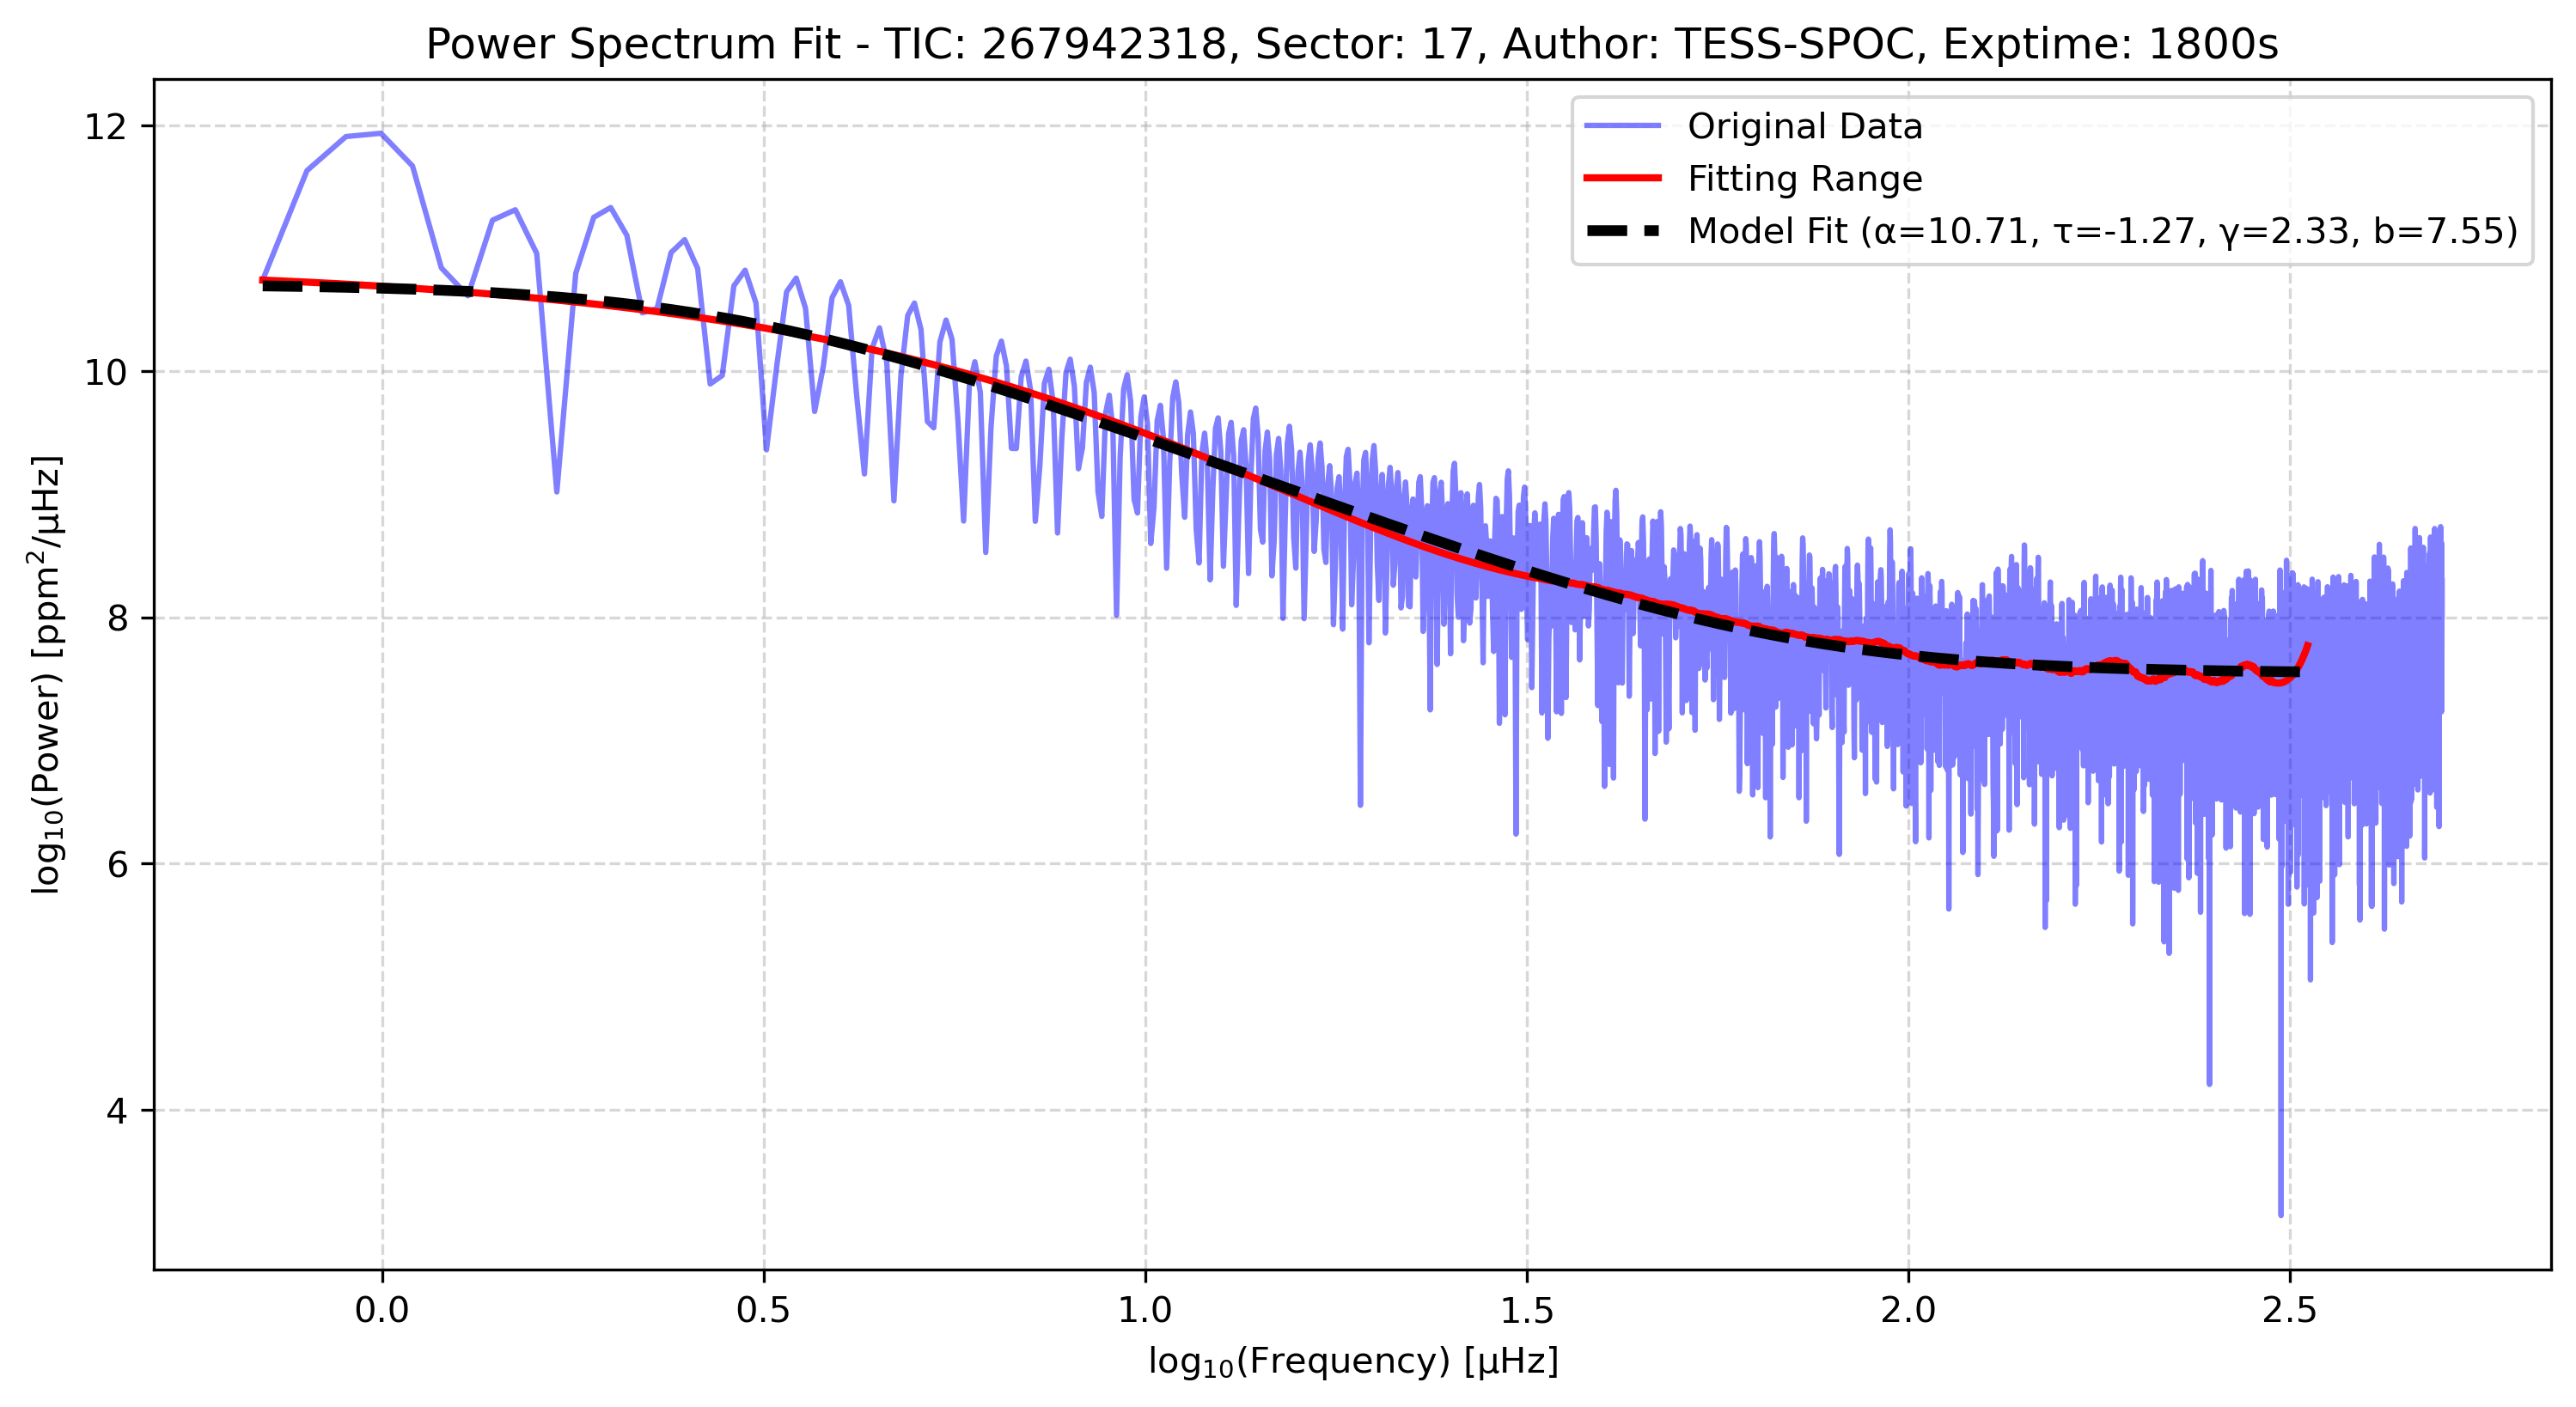 Power Spectrum Fit - TIC: 267942318, Sector: 17, Author: TESS-SPOC, Exptime: 1800s
Original Data
Fitting Range
Model Fit (α=10.71, τ=-1.27, γ=2.33, b=7.55)
log₁₀(Power) [ppm²/μHz]
12
10
8
6
4
0.0 0.5 1.0 1.5 2.0 2.5
log₁₀(Frequency) [μHz]